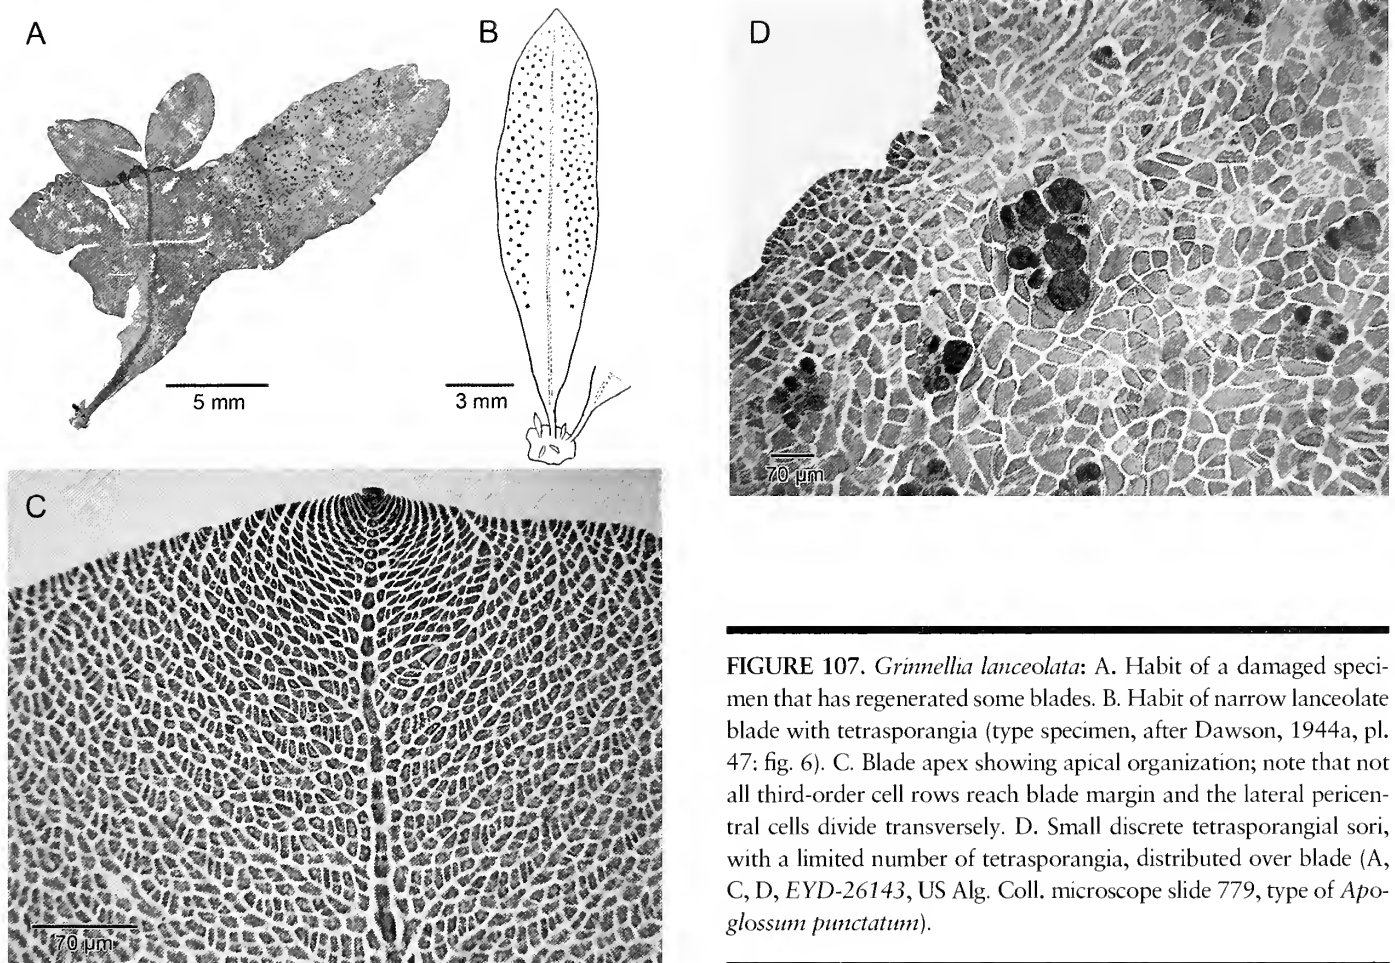 A
B
D
5 mm
3 mm
70 µm
C
70 µm
FIGURE 107. Grinnellia lanceolata: A. Habit of a damaged speci-
men that has regenerated some blades. B. Habit of narrow lanceolate
blade with tetrasporangia (type specimen, after Dawson, 1944a, pl.
47: fig. 6). C. Blade apex showing apical organization; note that not
all third-order cell rows reach blade margin and the lateral pericen-
tral cells divide transversely. D. Small discrete tetrasporangial sori,
with a limited number of tetrasporangia, distributed over blade (A,
C, D, EYD-26143, US Alg. Coll. microscope slide 779, type of Apo-
glossum punctatum).